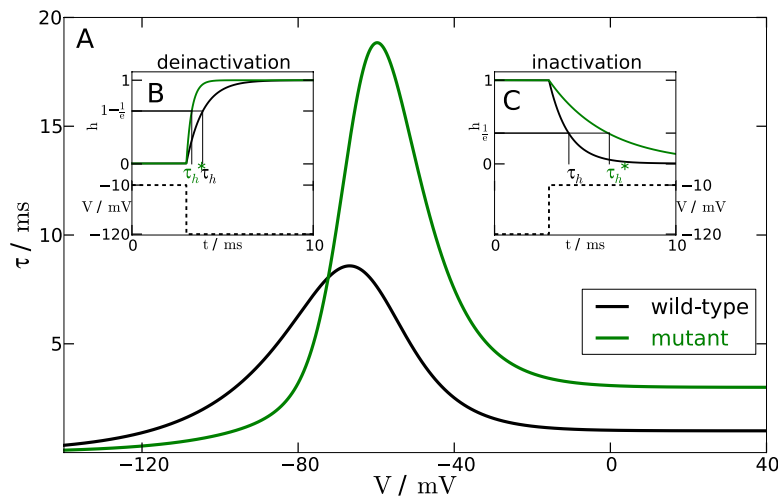 20
A
deinactivation
inactivation
1
B
1-1/e
h
0
τh* τh
-10
V / mV
-120
0
t / ms
10
1
C
h
1/e
0
τh τh*
-10
V / mV
-120
0
t / ms
10
15
10
5
τ / ms
wild-type
mutant
-120
-80
-40
0
40
V / mV